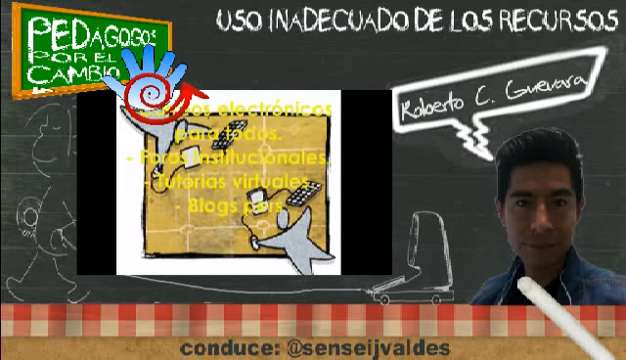 USO INADECUADO DE LOS RECURSOS
PEDAGOGOS
POR EL
CAMBIO
Roberto C. Guevara
electrónicos
para todos.
- Foros Institucionales.
- Tutorias virtuales.
- Blogs para
conduce: @senseijvaldes